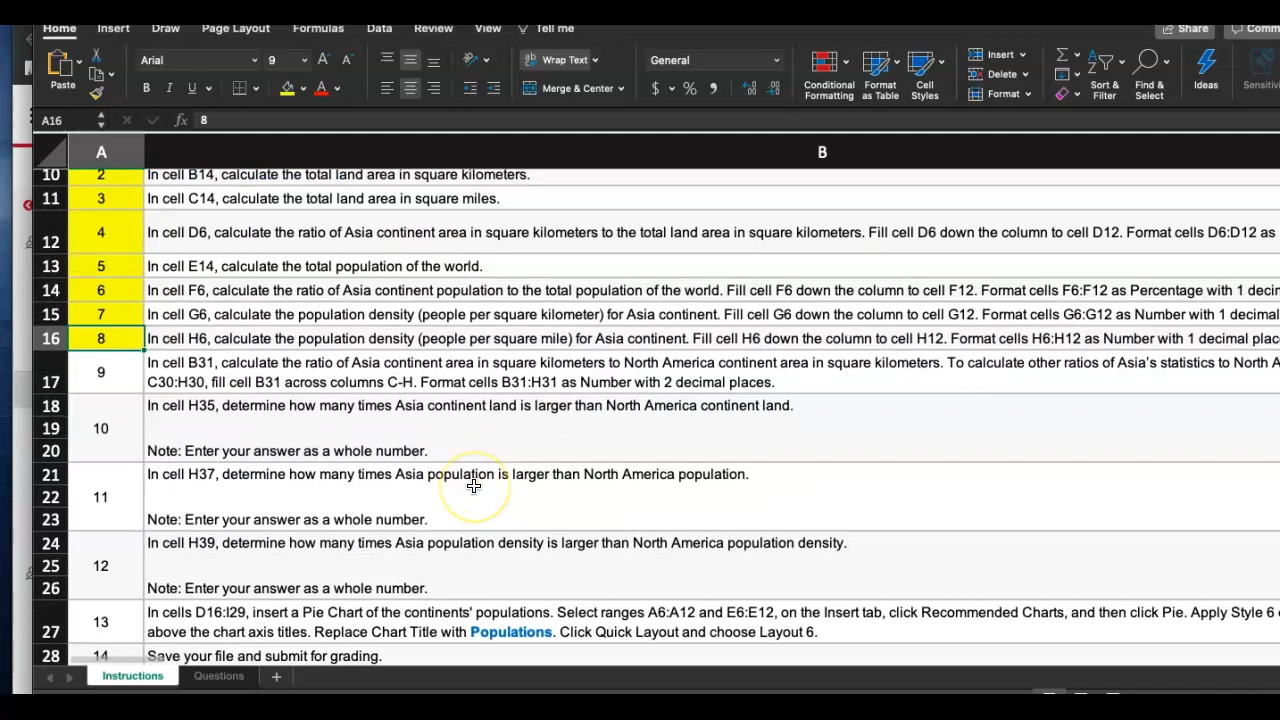 Home Insert Draw Page Layout Formulas Data Review View Tell me Share
Arial 9 Wrap Text General Insert
Paste B I U Merge & Center $ % Conditional Formatting Format as Table Cell Styles Delete Format Sort & Filter Find & Select Ideas
A16 fx 8
A B
10 2 In cell B14, calculate the total land area in square kilometers.
11 3 In cell C14, calculate the total land area in square miles.
12 4 In cell D6, calculate the ratio of Asia continent area in square kilometers to the total land area in square kilometers. Fill cell D6 down the column to cell D12. Format cells D6:D12 as
13 5 In cell E14, calculate the total population of the world.
14 6 In cell F6, calculate the ratio of Asia continent population to the total population of the world. Fill cell F6 down the column to cell F12. Format cells F6:F12 as Percentage with 1 decim
15 7 In cell G6, calculate the population density (people per square kilometer) for Asia continent. Fill cell G6 down the column to cell G12. Format cells G6:G12 as Number with 1 decimal
16 8 In cell H6, calculate the population density (people per square mile) for Asia continent. Fill cell H6 down the column to cell H12. Format cells H6:H12 as Number with 1 decimal plac
17 9 In cell B31, calculate the ratio of Asia continent area in square kilometers to North America continent area in square kilometers. To calculate other ratios of Asia's statistics to North A
C30:H30, fill cell B31 across columns C-H. Format cells B31:H31 as Number with 2 decimal places.
18 In cell H35, determine how many times Asia continent land is larger than North America continent land.
19 10
20 Note: Enter your answer as a whole number.
21 In cell H37, determine how many times Asia population is larger than North America population.
22 11
23 Note: Enter your answer as a whole number.
24 In cell H39, determine how many times Asia population density is larger than North America population density.
25 12
26 Note: Enter your answer as a whole number.
27 13 In cells D16:I29, insert a Pie Chart of the continents' populations. Select ranges A6:A12 and E6:E12, on the Insert tab, click Recommended Charts, and then click Pie. Apply Style 6
above the chart axis titles. Replace Chart Title with Populations. Click Quick Layout and choose Layout 6.
28 14 Save your file and submit for grading.
Instructions Questions +